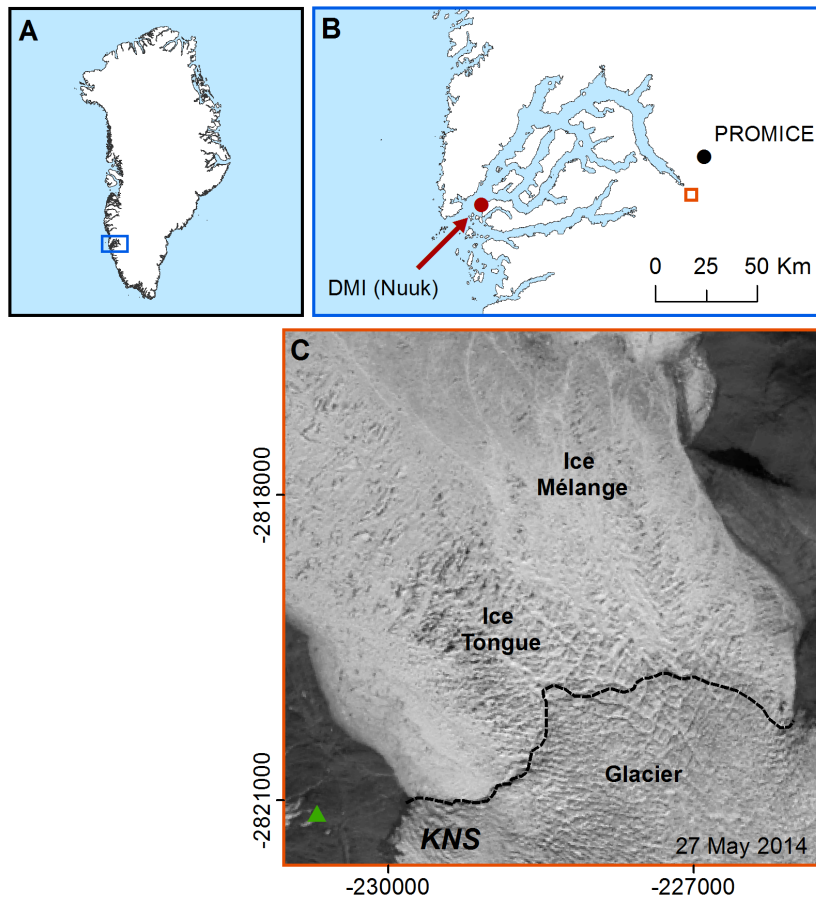 A
B
PROMICE
DMI (Nuuk)
0 25 50 Km
C
Ice
Mélange
-2818000
Ice
Tongue
Glacier
-2821000
KNS
27 May 2014
-230000 -227000